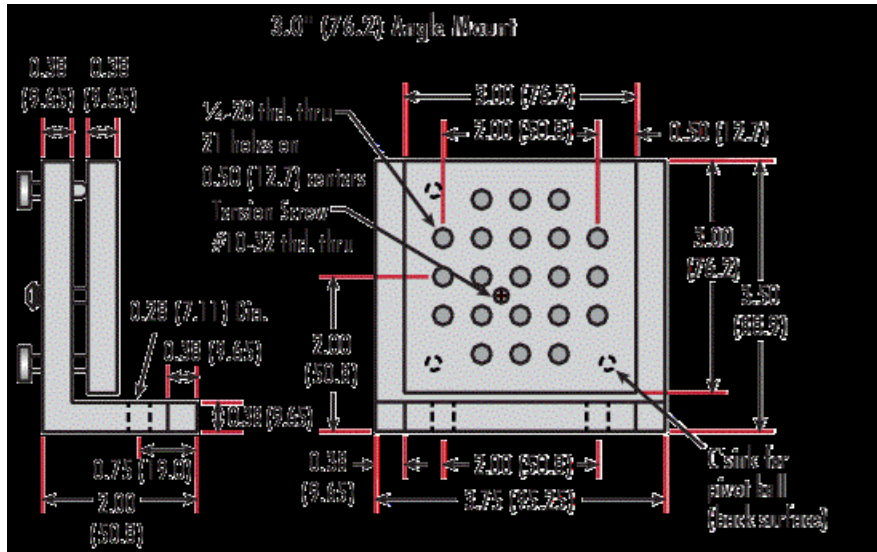 3.0" (76.2) Angle Mount
0.38
(9.65)
0.38
(9.65)
¼-20 thd. thru
21 holes on
0.50 (12.7) centers
Tension Screw
#10-32 thd. thru
3.00 (76.2)
2.00 (50.8)
0.50 (12.7)
3.00
(76.2)
3.50
(88.9)
0.28 (7.11) Dia.
0.38 (9.65)
2.00
(50.8)
0.38 (9.65)
0.75 (19.0)
2.00
(50.8)
0.38
(9.65)
2.00 (50.8)
3.75 (95.25)
C'sink for
pivot ball
(back surface)